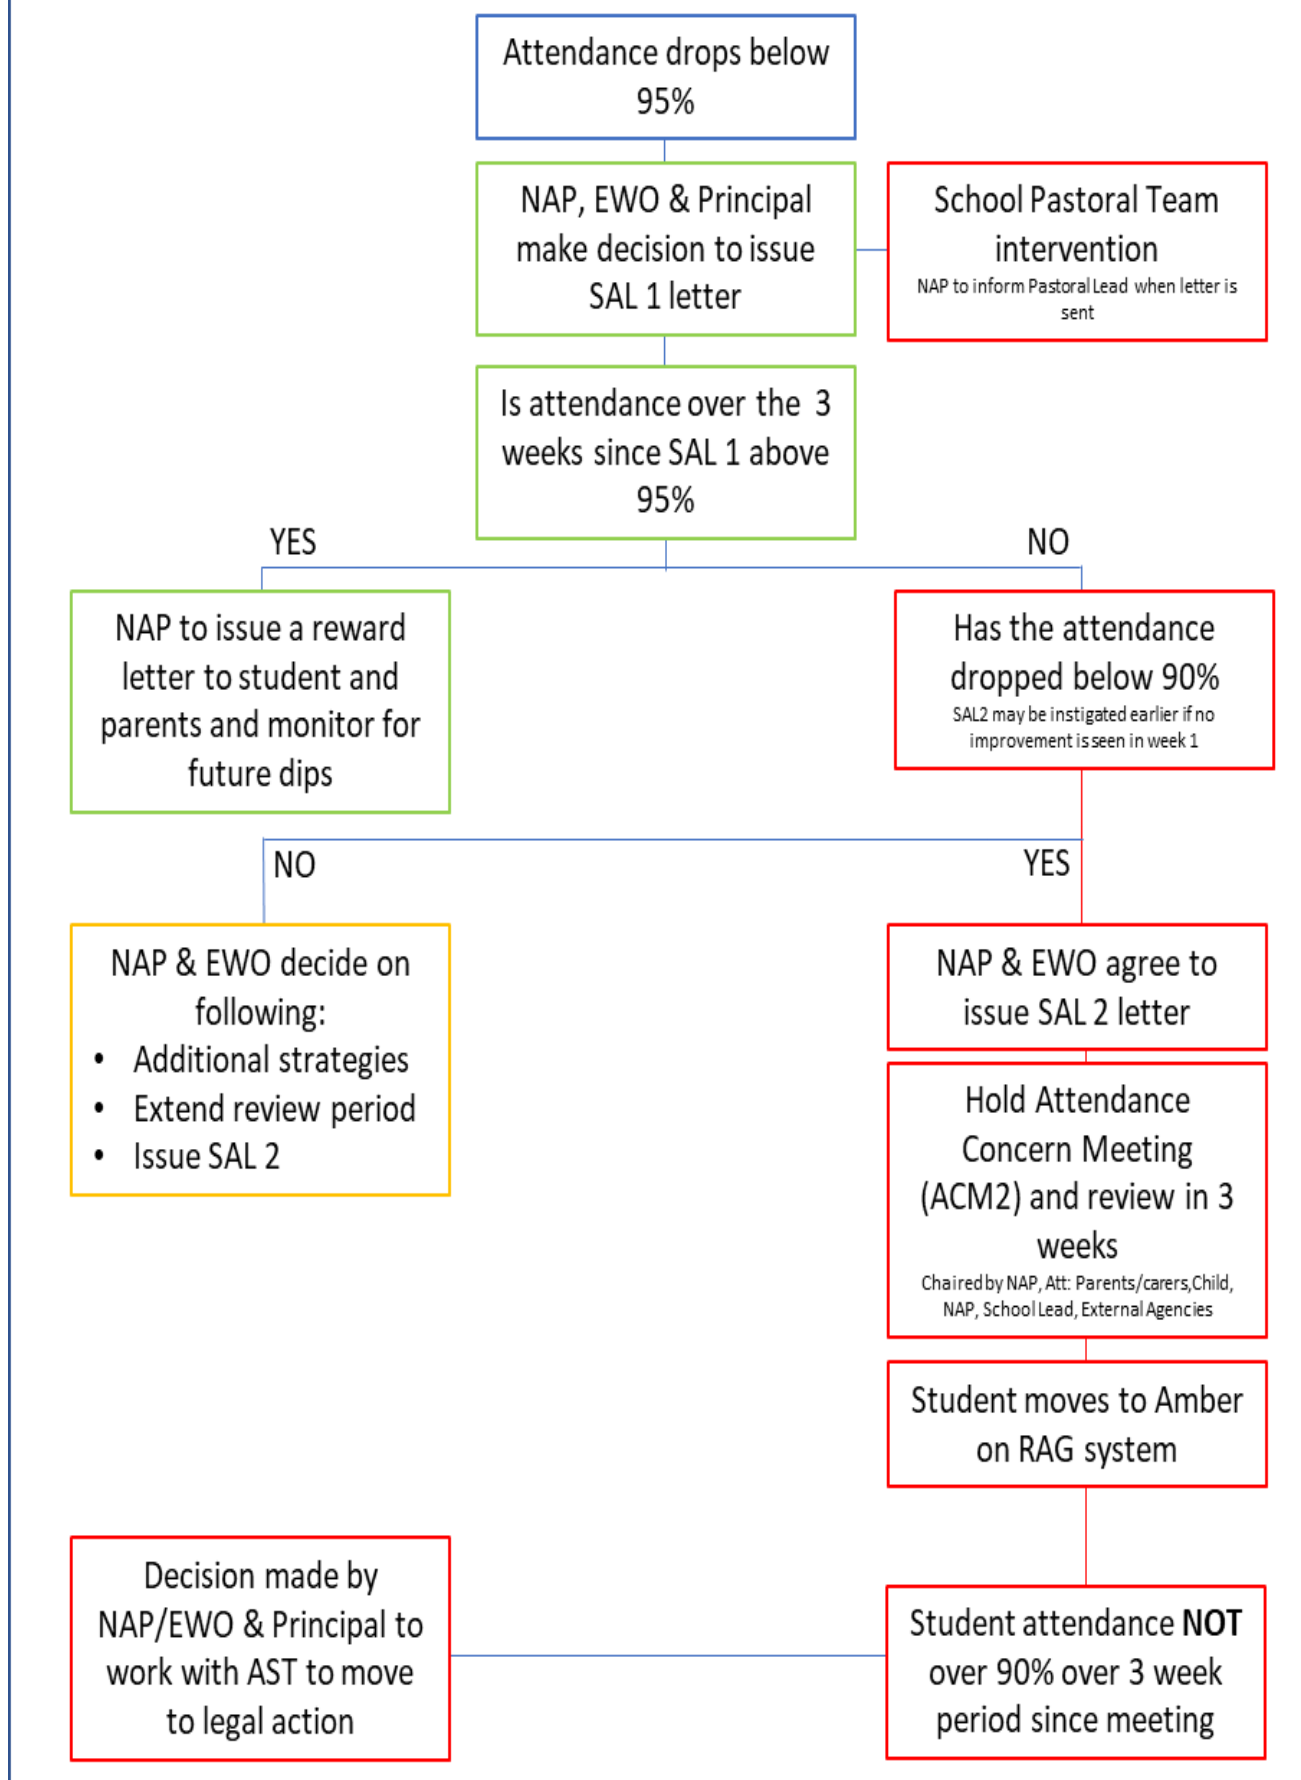 Attendance drops below
95%
NAP, EWO & Principal
make decision to issue
SAL 1 letter
School Pastoral Team
intervention
NAP to inform Pastoral Lead when letter is
sent
Is attendance over the 3
weeks since SAL 1 above
95%
YES
NO
NAP to issue a reward
letter to student and
parents and monitor for
future dips
Has the attendance
dropped below 90%
SAL2 may be instigated earlier if no
improvement is seen in week 1
NO
YES
NAP & EWO decide on
following:
• Additional strategies
• Extend review period
• Issue SAL 2
NAP & EWO agree to
issue SAL 2 letter
Hold Attendance
Concern Meeting
(ACM2) and review in 3
weeks
Chaired by NAP, Att: Parents/carers,Child,
NAP, School Lead, External Agencies
Student moves to Amber
on RAG system
Decision made by
NAP/EWO & Principal to
work with AST to move
to legal action
Student attendance NOT
over 90% over 3 week
period since meeting